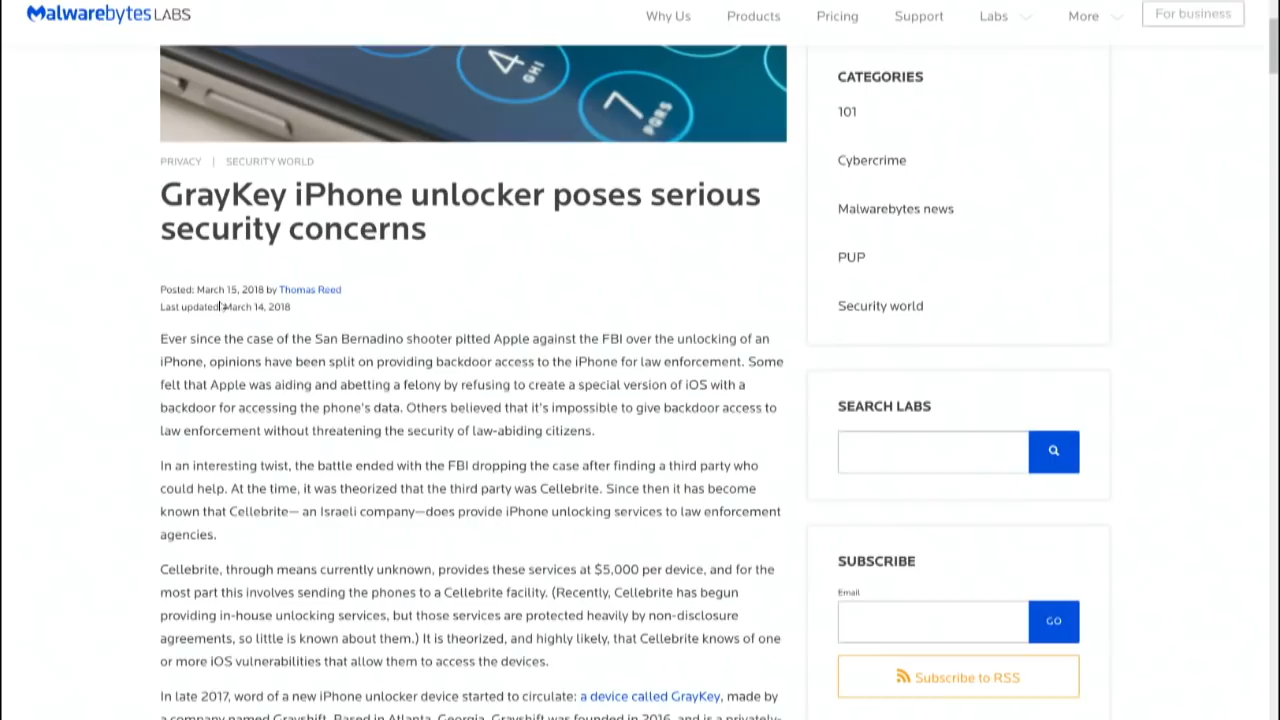 Malwarebytes LABS
Why Us
Products
Pricing
Support
Labs
More
For business
4
GHI
7
PQRS
PRIVACY | SECURITY WORLD
GrayKey iPhone unlocker poses serious
security concerns
Posted: March 15, 2018 by Thomas Reed
Last updated: March 14, 2018
Ever since the case of the San Bernadino shooter pitted Apple against the FBI over the unlocking of an
iPhone, opinions have been split on providing backdoor access to the iPhone for law enforcement. Some
felt that Apple was aiding and abetting a felony by refusing to create a special version of iOS with a
backdoor for accessing the phone's data. Others believed that it's impossible to give backdoor access to
law enforcement without threatening the security of law-abiding citizens.
In an interesting twist, the battle ended with the FBI dropping the case after finding a third party who
could help. At the time, it was theorized that the third party was Cellebrite. Since then it has become
known that Cellebrite— an Israeli company—does provide iPhone unlocking services to law enforcement
agencies.
Cellebrite, through means currently unknown, provides these services at $5,000 per device, and for the
most part this involves sending the phones to a Cellebrite facility. (Recently, Cellebrite has begun
providing in-house unlocking services, but those services are protected heavily by non-disclosure
agreements, so little is known about them.) It is theorized, and highly likely, that Cellebrite knows of one
or more iOS vulnerabilities that allow them to access the devices.
In late 2017, word of a new iPhone unlocker device started to circulate: a device called GrayKey, made by
a company named Grayshift. Based in Atlanta, Georgia, Grayshift was founded in 2016, and is a privately-
CATEGORIES
101
Cybercrime
Malwarebytes news
PUP
Security world
SEARCH LABS
SUBSCRIBE
Email
GO
Subscribe to RSS